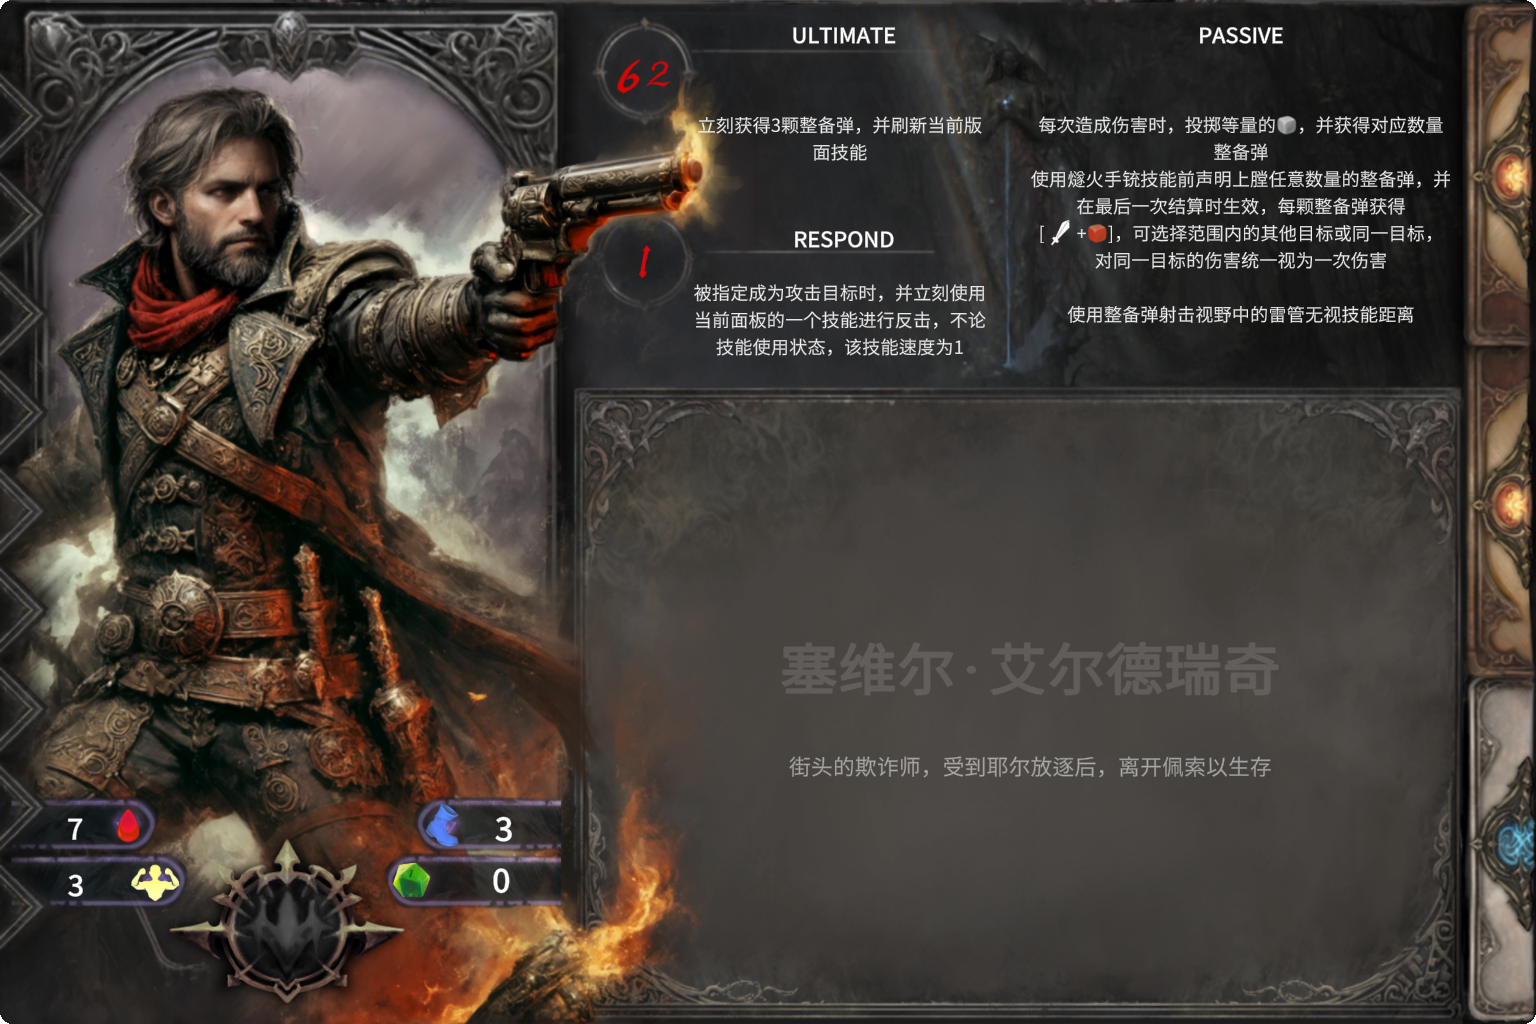 ULTIMATE
62
立刻获得3颗整备弹，并刷新当前版
面技能
RESPOND
1
被指定成为攻击目标时，并立刻使用
当前面板的一个技能进行反击，不论
技能使用状态，该技能速度为1
PASSIVE
每次造成伤害时，投掷等量的，并获得对应数量
整备弹
使用燧火手铳技能前声明上膛任意数量的整备弹，并
在最后一次结算时生效，每颗整备弹获得
[ + ]，可选择范围内的其他目标或同一目标，
对同一目标的伤害统一视为一次伤害
使用整备弹射击视野中的雷管无视技能距离
塞维尔·艾尔德瑞奇
街头的欺诈师，受到耶尔放逐后，离开佩索以生存
7
3
3
0